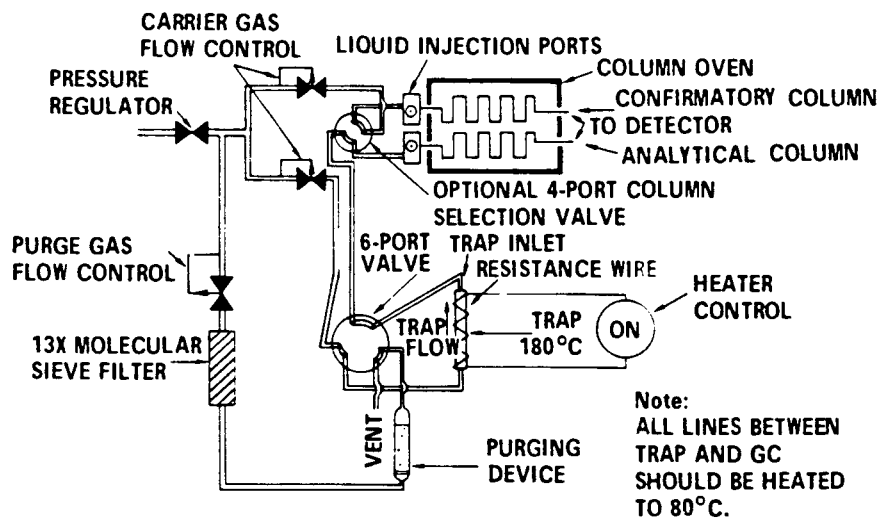 CARRIER GAS
FLOW CONTROL
PRESSURE
REGULATOR
LIQUID INJECTION PORTS
COLUMN OVEN
CONFIRMATORY COLUMN
TO DETECTOR
ANALYTICAL COLUMN
OPTIONAL 4-PORT COLUMN
SELECTION VALVE
PURGE GAS
FLOW CONTROL
6-PORT
VALVE
TRAP INLET
RESISTANCE WIRE
HEATER
CONTROL
TRAP
FLOW
TRAP
180°C
ON
13X MOLECULAR
SIEVE FILTER
VENT
PURGING
DEVICE
Note:
ALL LINES BETWEEN
TRAP AND GC
SHOULD BE HEATED
TO 80°C.